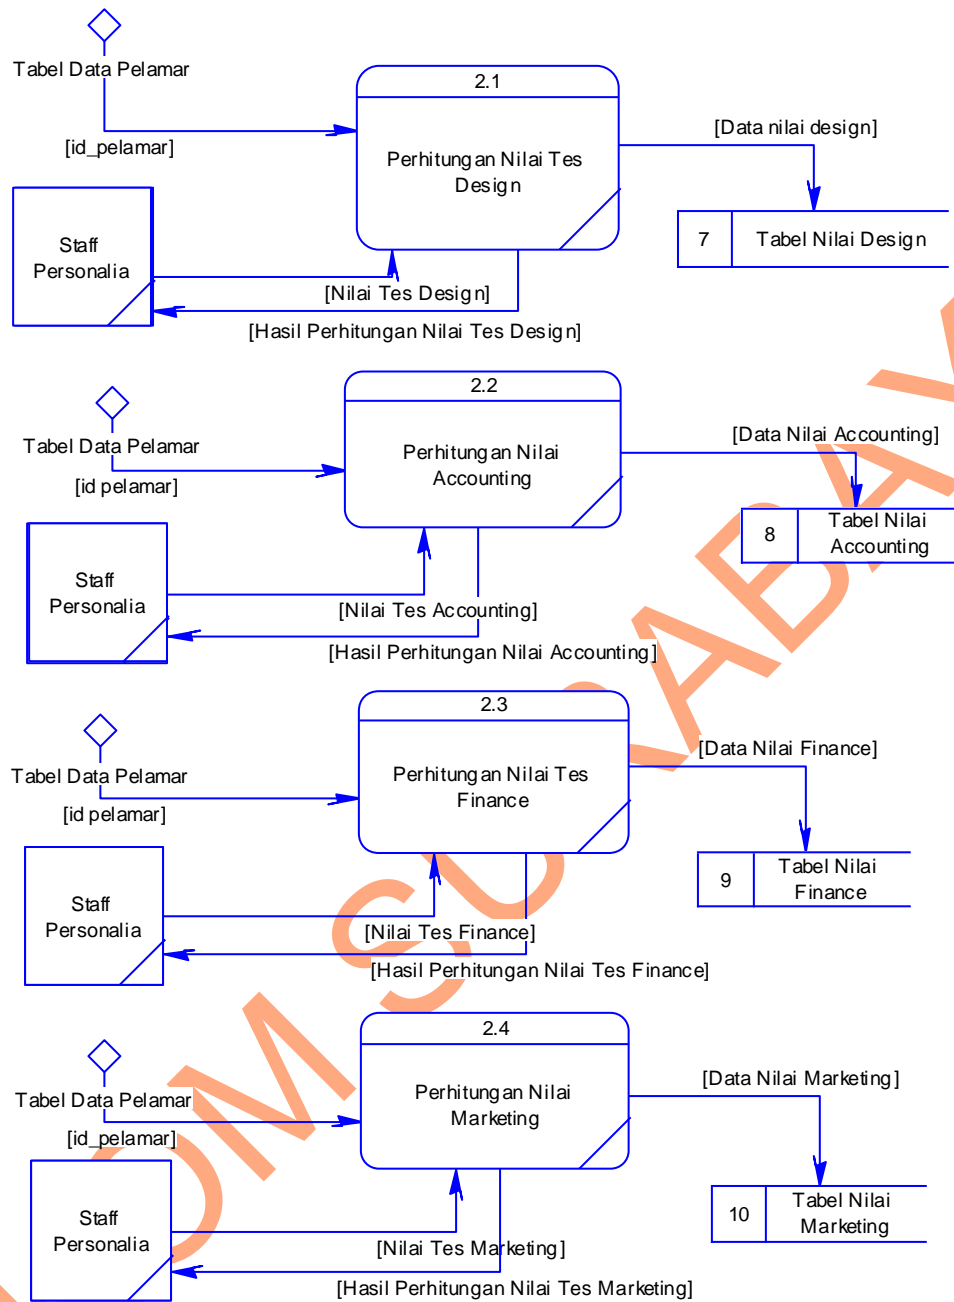 Tabel Data Pelamar
[id_pelamar]
2.1
Perhitungan Nilai Tes
Design
[Data nilai design]
7
Tabel Nilai Design
Staff
Personalia
[Nilai Tes Design]
[Hasil Perhitungan Nilai Tes Design]
2.2
Tabel Data Pelamar
[id pelamar]
Perhitungan Nilai
Accounting
[Data Nilai Accounting]
8
Tabel Nilai
Accounting
Staff
Personalia
[Nilai Tes Accounting]
[Hasil Perhitungan Nilai Accounting]
2.3
Tabel Data Pelamar
[id pelamar]
Perhitungan Nilai Tes
Finance
[Data Nilai Finance]
9
Tabel Nilai
Finance
Staff
Personalia
[Nilai Tes Finance]
[Hasil Perhitungan Nilai Tes Finance]
2.4
Tabel Data Pelamar
[id_pelamar]
Perhitungan Nilai
Marketing
[Data Nilai Marketing]
10
Tabel Nilai
Marketing
Staff
Personalia
[Nilai Tes Marketing]
[Hasil Perhitungan Nilai Tes Marketing]